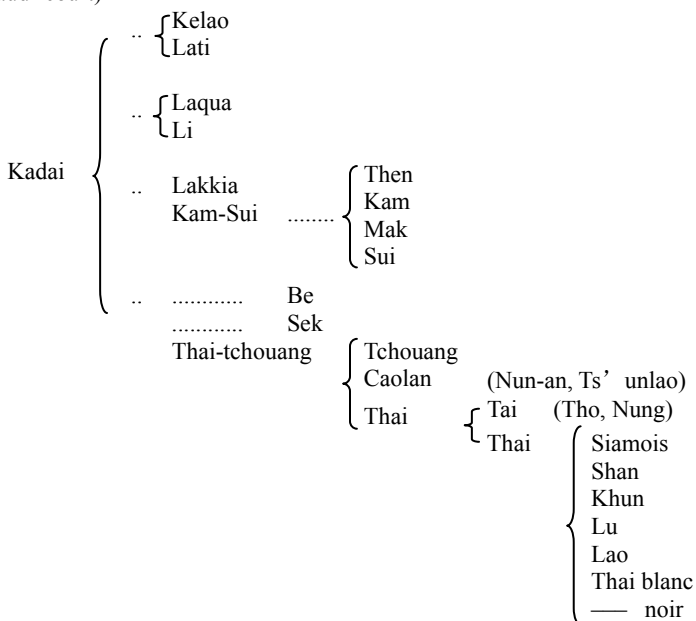 .. Kelao
Lati
.. Laqua
Li
Kadai
.. Lakkia
Kam-Sui ........
Then
Kam
Mak
Sui
.. ............ Be
............ Sek
Thai-tchouang
Tchouang
Caolan (Nun-an, Ts’unlao)
Thai
Tai (Tho, Nung)
Thai
Siamois
Shan
Khun
Lu
Lao
Thai blanc
—— noir